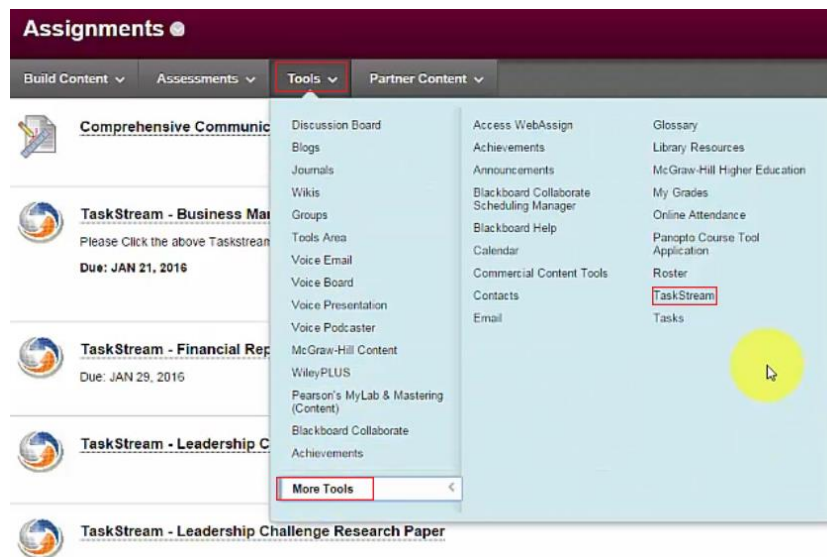 Assignments
Build Content
Assessments
Tools
Partner Content
Comprehensive Communic
TaskStream - Business Mar
Please Click the above Taskstream
Due: JAN 21, 2016
TaskStream - Financial Rep
Due: JAN 29, 2016
TaskStream - Leadership C
TaskStream - Leadership Challenge Research Paper
Discussion Board
Blogs
Journals
Wikis
Groups
Tools Area
Voice Email
Voice Board
Voice Presentation
Voice Podcaster
McGraw-Hill Content
WileyPLUS
Pearson's MyLab & Mastering
(Content)
Blackboard Collaborate
Achievements
More Tools
Access WebAssign
Achievements
Announcements
Blackboard Collaborate
Scheduling Manager
Blackboard Help
Calendar
Commercial Content Tools
Contacts
Email
Glossary
Library Resources
McGraw-Hill Higher Education
My Grades
Online Attendance
Panopto Course Tool
Application
Roster
TaskStream
Tasks